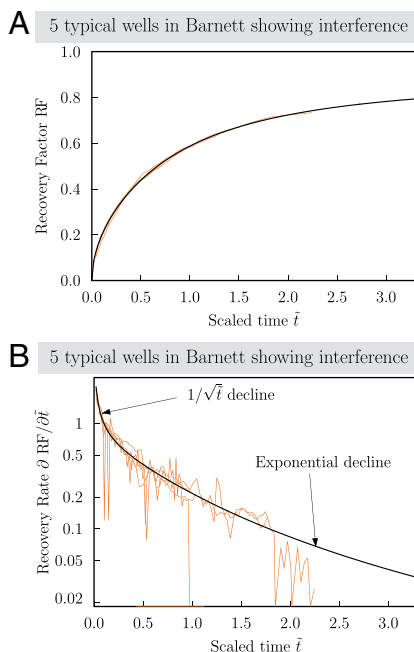 A
5 typical wells in Barnett showing interference
1.0
0.8
0.6
0.4
0.2
0.0
Recovery Factor RF
0.0 0.5 1.0 1.5 2.0 2.5 3.0
Scaled time t̃
B
5 typical wells in Barnett showing interference
1/√t̃ decline
Exponential decline
1
0.5
0.2
0.1
0.05
0.02
Recovery Rate ∂ RF/∂t̃
0.0 0.5 1.0 1.5 2.0 2.5 3.0
Scaled time t̃